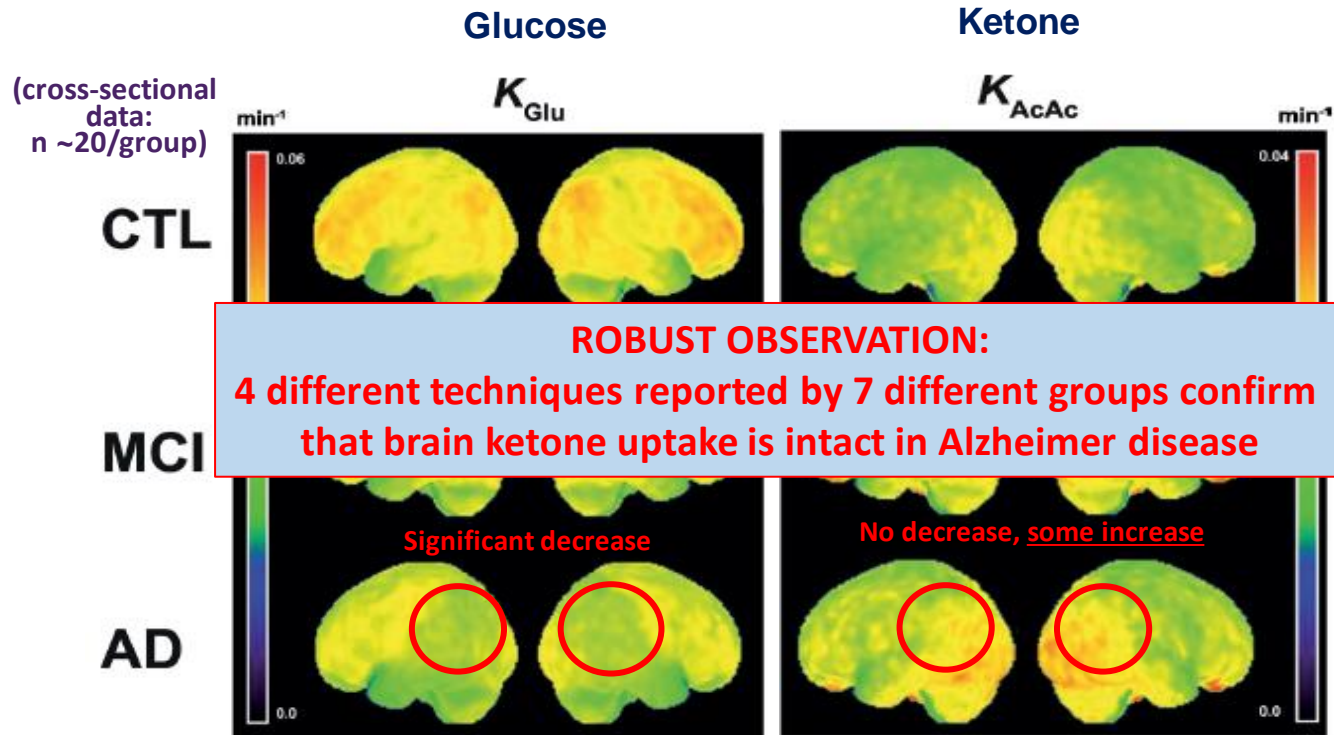 Glucose
Ketone
(cross-sectional
data:
n ~20/group)
K Glu
K AcAc
min⁻¹
min⁻¹
0.06
0.04
CTL
ROBUST OBSERVATION:
4 different techniques reported by 7 different groups confirm
that brain ketone uptake is intact in Alzheimer disease
MCI
Significant decrease
No decrease, some increase
AD
0.0
0.0